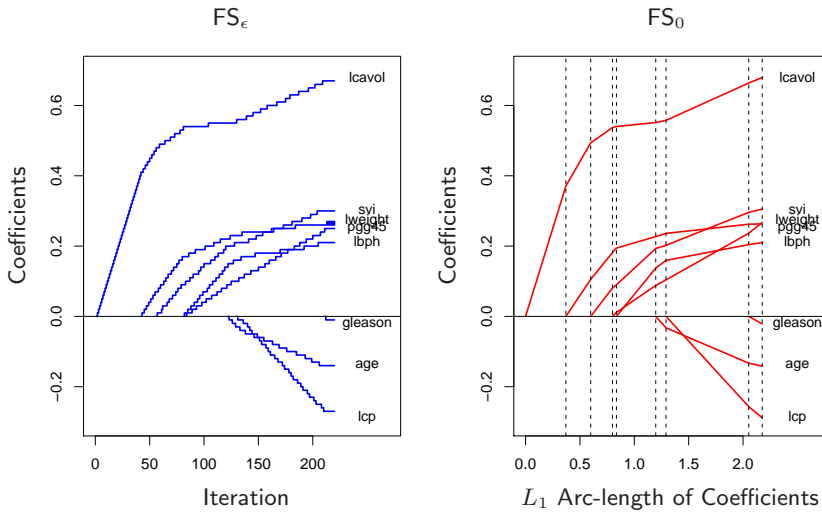 FSϵ
Coefficients
0.6
0.4
0.2
0.0
−0.2
lcavol
svi
lweight
pgg45
lbph
gleason
age
lcp
0 50 100 150 200
Iteration
FS0
Coefficients
0.6
0.4
0.2
0.0
−0.2
lcavol
svi
lweight
pgg45
lbph
gleason
age
lcp
0.0 0.5 1.0 1.5 2.0
L1 Arc-length of Coefficients